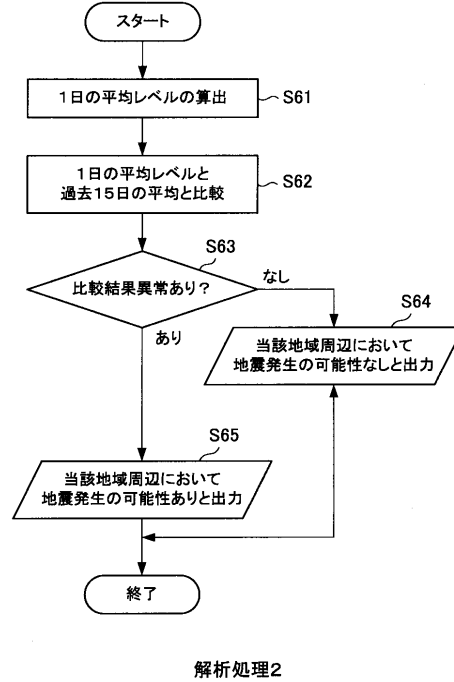 スタート
1日の平均レベルの算出
S61
1日の平均レベルと
過去15日の平均と比較
S62
S63
比較結果異常あり?
なし
あり
S64
当該地域周辺において
地震発生の可能性なしと出力
S65
当該地域周辺において
地震発生の可能性ありと出力
終了
解析処理2